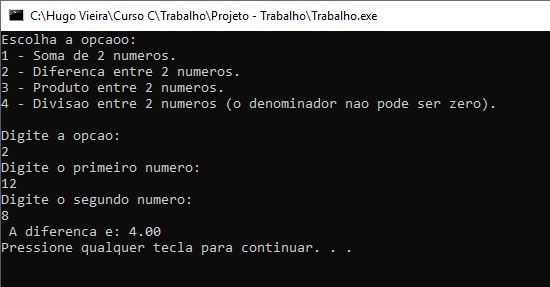 C:\Hugo Vieira\Curso C\Trabalho\Projeto - Trabalho\Trabalho.exe
Escolha a opcaoo:
1 - Soma de 2 numeros.
2 - Diferenca entre 2 numeros.
3 - Produto entre 2 numeros.
4 - Divisao entre 2 numeros (o denominador nao pode ser zero).
Digite a opcao:
2
Digite o primeiro numero:
12
Digite o segundo numero:
8
A diferenca e: 4.00
Pressione qualquer tecla para continuar. . .